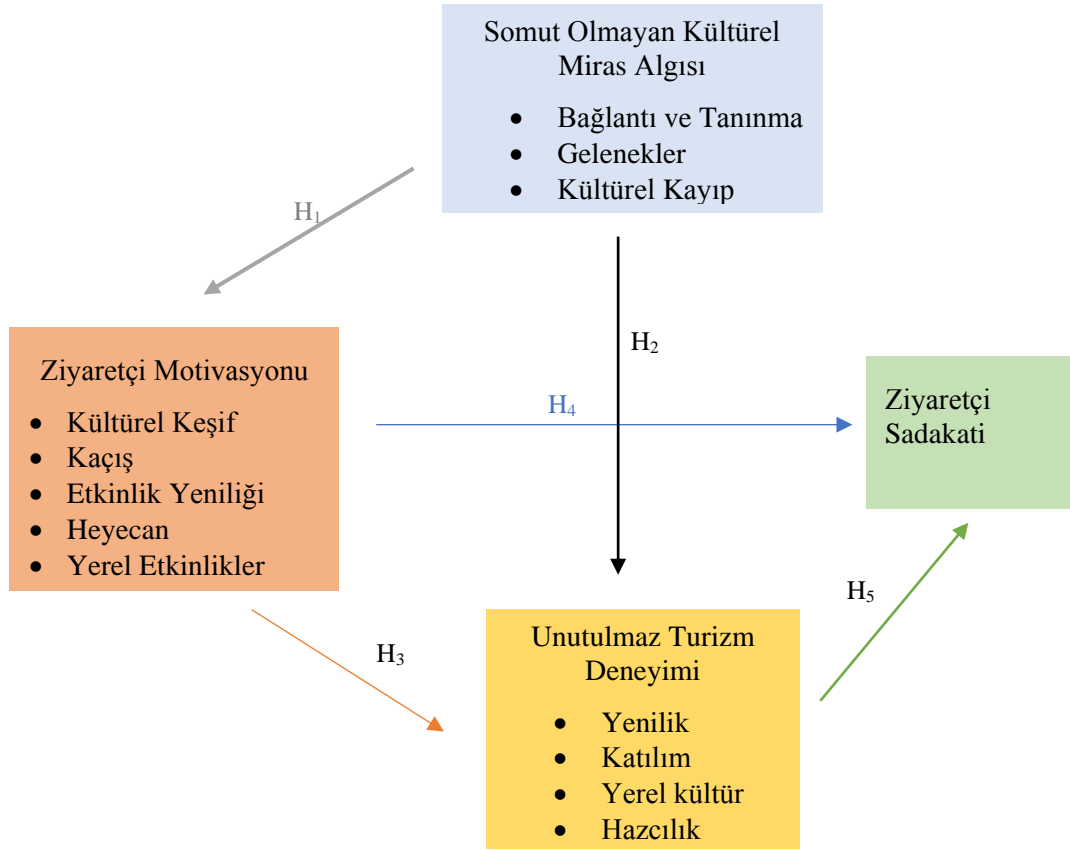 Somut Olmayan Kültürel
Miras Algısı
• Bağlantı ve Tanınma
• Gelenekler
• Kültürel Kayıp
H₁
H₂
Ziyaretçi Motivasyonu
• Kültürel Keşif
• Kaçış
• Etkinlik Yeniliği
• Heyecan
• Yerel Etkinlikler
H₄
Ziyaretçi
Sadakati
H₃
H₅
Unutulmaz Turizm
Deneyimi
• Yenilik
• Katılım
• Yerel kültür
• Hazcılık